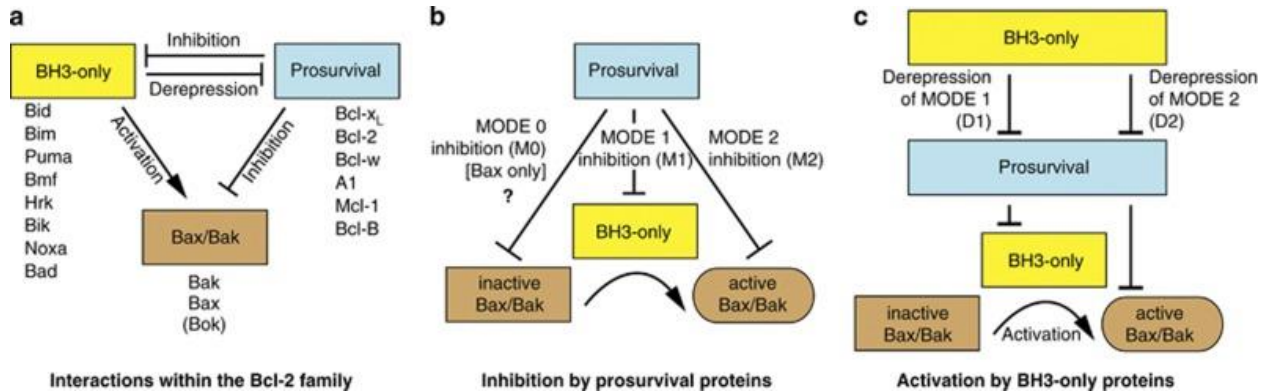 a
Inhibition
BH3-only
Prosurvival
Derepression
Bid
Bim
Puma
Bmf
Hrk
Bik
Noxa
Bad
Activation
Inhibition
Bcl-xL
Bcl-2
Bcl-w
A1
Mcl-1
Bcl-B
Bax/Bak
Bak
Bax
(Bok)
Interactions within the Bcl-2 family
b
Prosurvival
MODE 0
inhibition (M0)
[Bax only]
?
MODE 1
inhibition (M1)
MODE 2
inhibition (M2)
BH3-only
inactive
Bax/Bak
active
Bax/Bak
Inhibition by prosurvival proteins
c
BH3-only
Derepression
of MODE 1
(D1)
Derepression
of MODE 2
(D2)
Prosurvival
BH3-only
inactive
Bax/Bak
Activation
active
Bax/Bak
Activation by BH3-only proteins